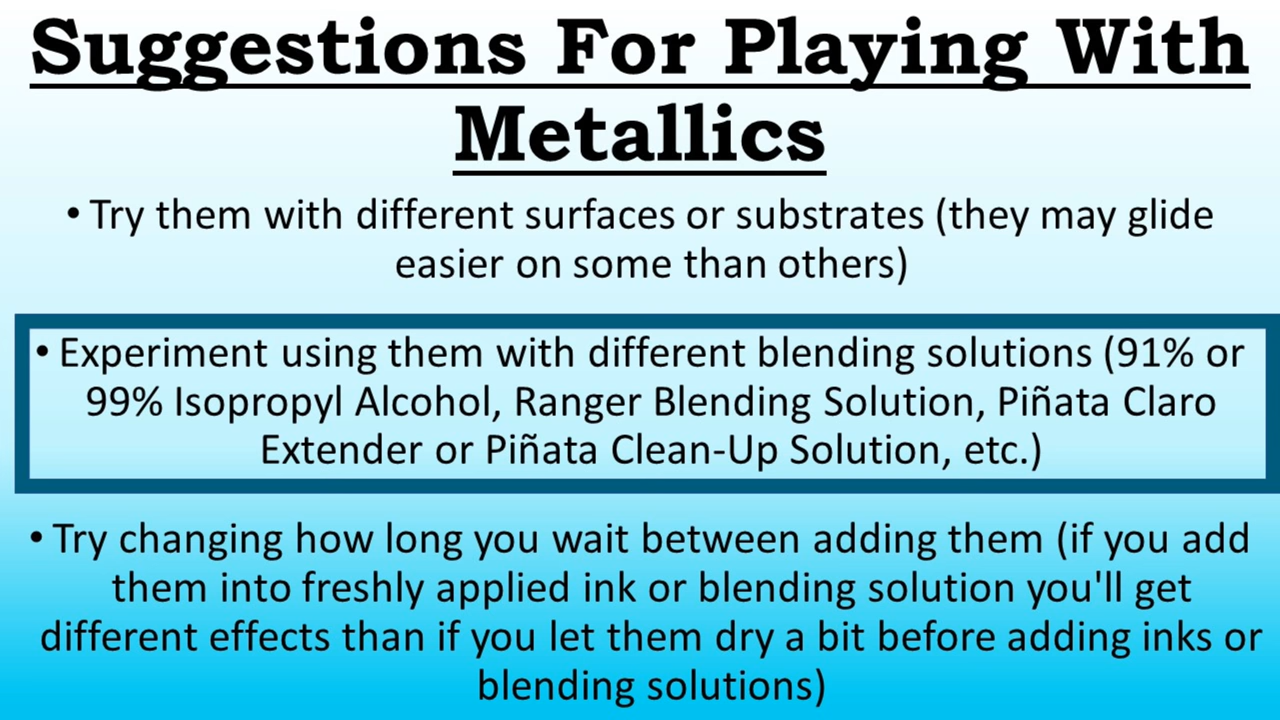 Suggestions For Playing With
Metallics
• Try them with different surfaces or substrates (they may glide
easier on some than others)
• Experiment using them with different blending solutions (91% or
99% Isopropyl Alcohol, Ranger Blending Solution, Piñata Claro
Extender or Piñata Clean-Up Solution, etc.)
• Try changing how long you wait between adding them (if you add
them into freshly applied ink or blending solution you'll get
different effects than if you let them dry a bit before adding inks or
blending solutions)